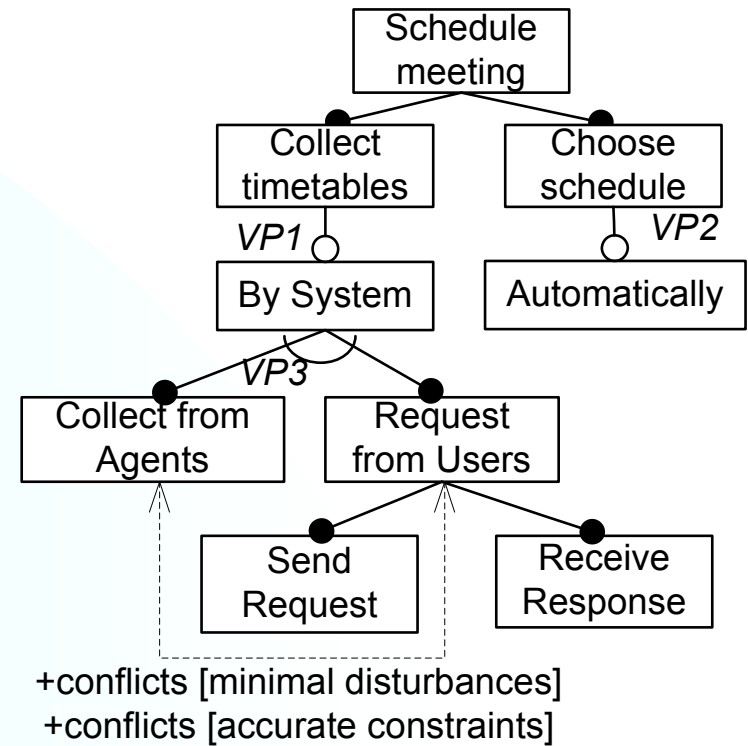 Schedule
meeting
Collect
timetables
Choose
schedule
VP1
VP2
By System
Automatically
VP3
Collect from
Agents
Request
from Users
Send
Request
Receive
Response
+conflicts [minimal disturbances]
+conflicts [accurate constraints]